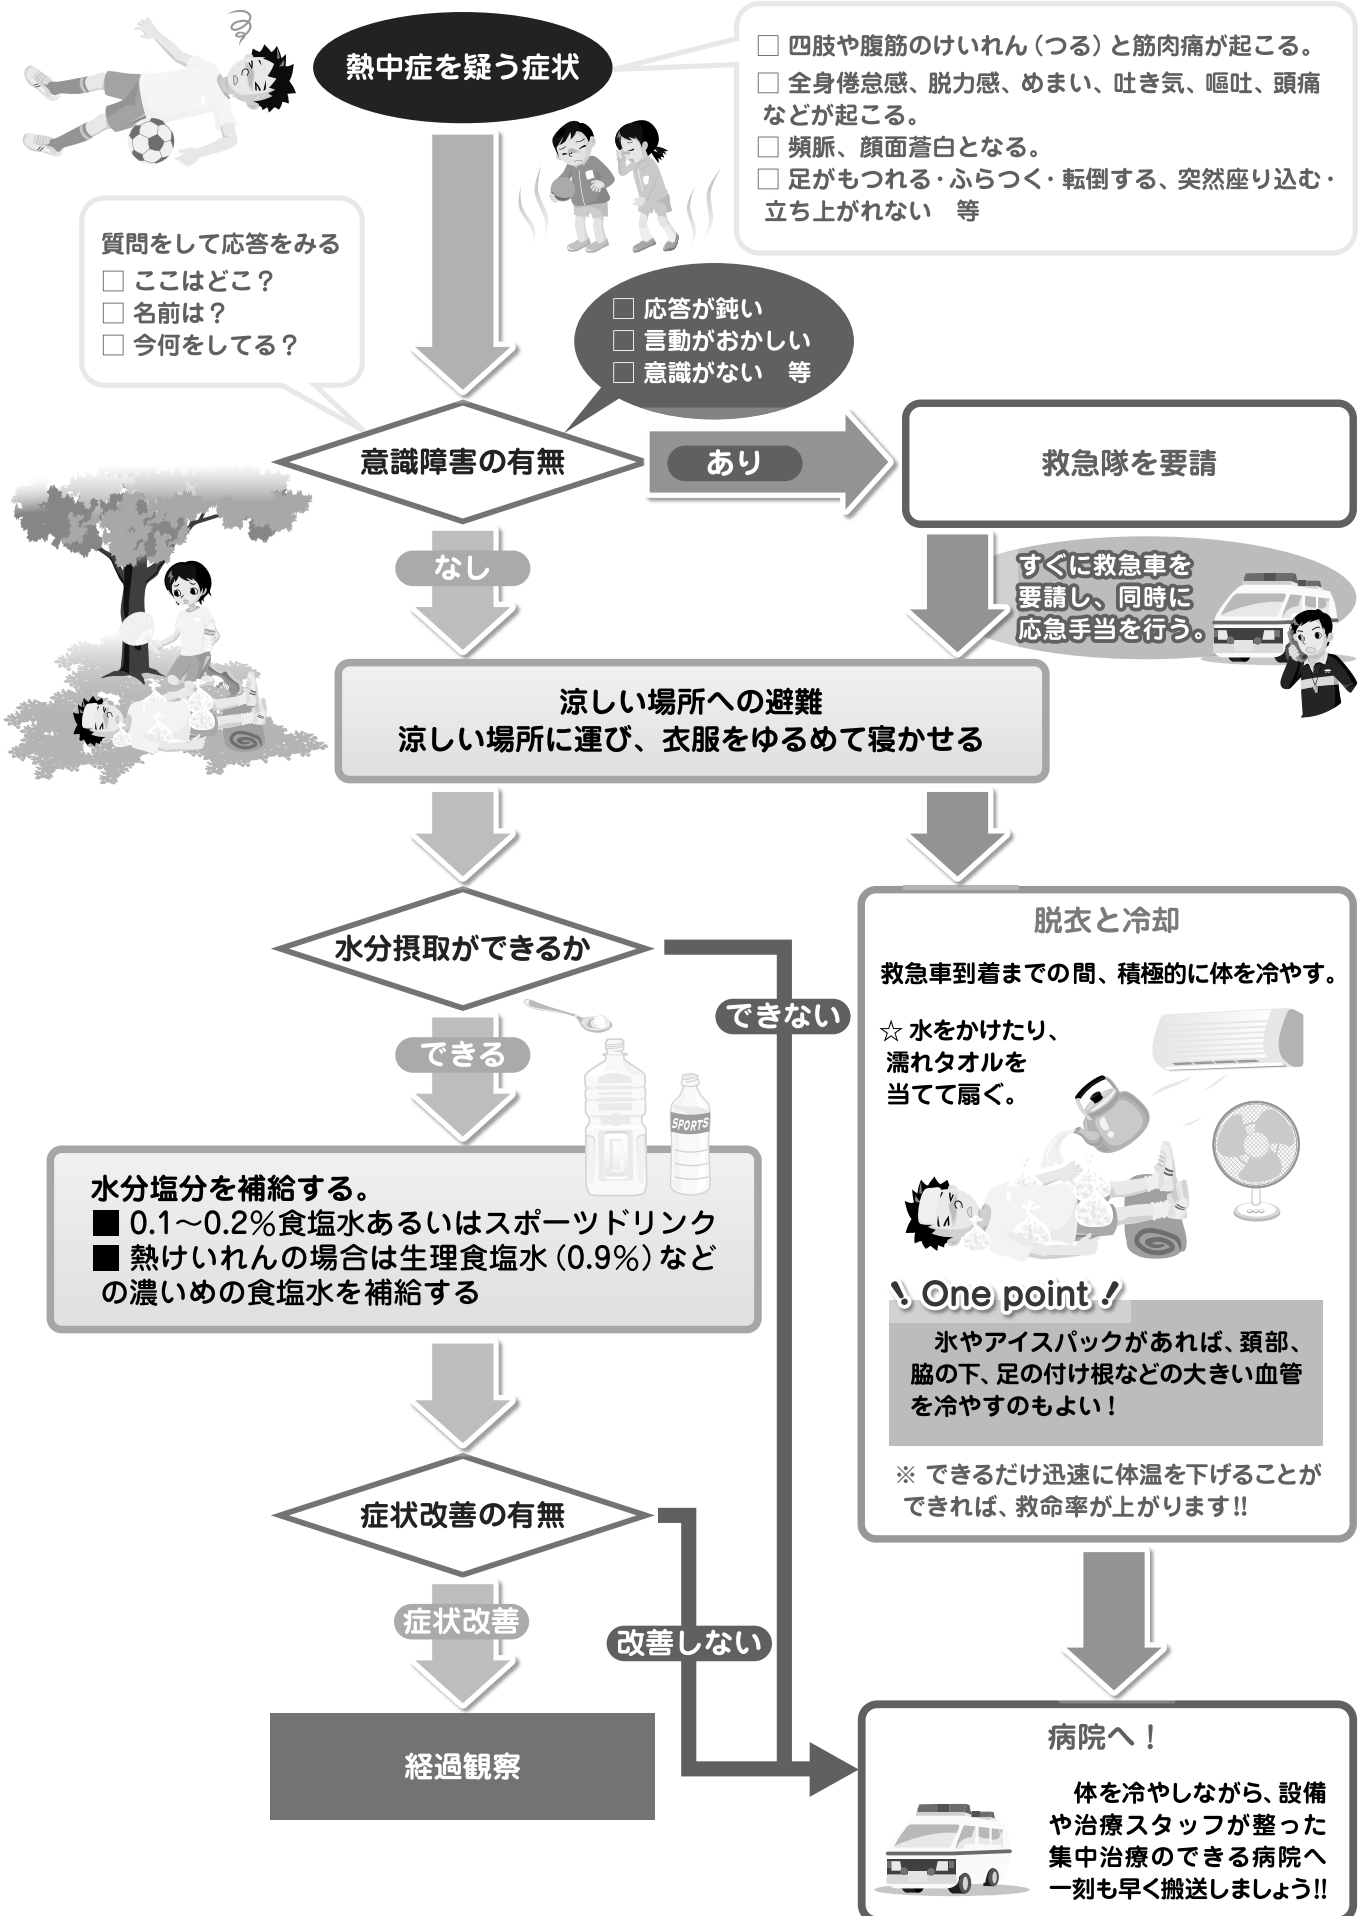 熱中症を疑う症状
□ 四肢や腹筋のけいれん（つる）と筋肉痛が起こる。
□ 全身倦怠感、脱力感、めまい、吐き気、嘔吐、頭痛
などが起こる。
□ 頻脈、顔面蒼白となる。
□ 足がもつれる・ふらつく・転倒する、突然座り込む・
立ち上がれない　等
質問をして応答をみる
□ ここはどこ？
□ 名前は？
□ 今何をしてる？
□ 応答が鈍い
□ 言動がおかしい
□ 意識がない　等
意識障害の有無
あり
救急隊を要請
なし
すぐに救急車を
要請し、同時に
応急手当を行う。
涼しい場所への避難
涼しい場所に運び、衣服をゆるめて寝かせる
水分摂取ができるか
できない
できる
SPORTS
水分塩分を補給する。
■ 0.1～0.2％食塩水あるいはスポーツドリンク
■ 熱けいれんの場合は生理食塩水（0.9％）など
の濃いめの食塩水を補給する
脱衣と冷却
救急車到着までの間、積極的に体を冷やす。
☆ 水をかけたり、
濡れタオルを
当てて扇ぐ。
! One point !
氷やアイスパックがあれば、頚部、
脇の下、足の付け根などの大きい血管
を冷やすのもよい！
※ できるだけ迅速に体温を下げることが
できれば、救命率が上がります!!
症状改善の有無
症状改善
改善しない
経過観察
病院へ！
体を冷やしながら、設備
や治療スタッフが整った
集中治療のできる病院へ
一刻も早く搬送しましょう!!